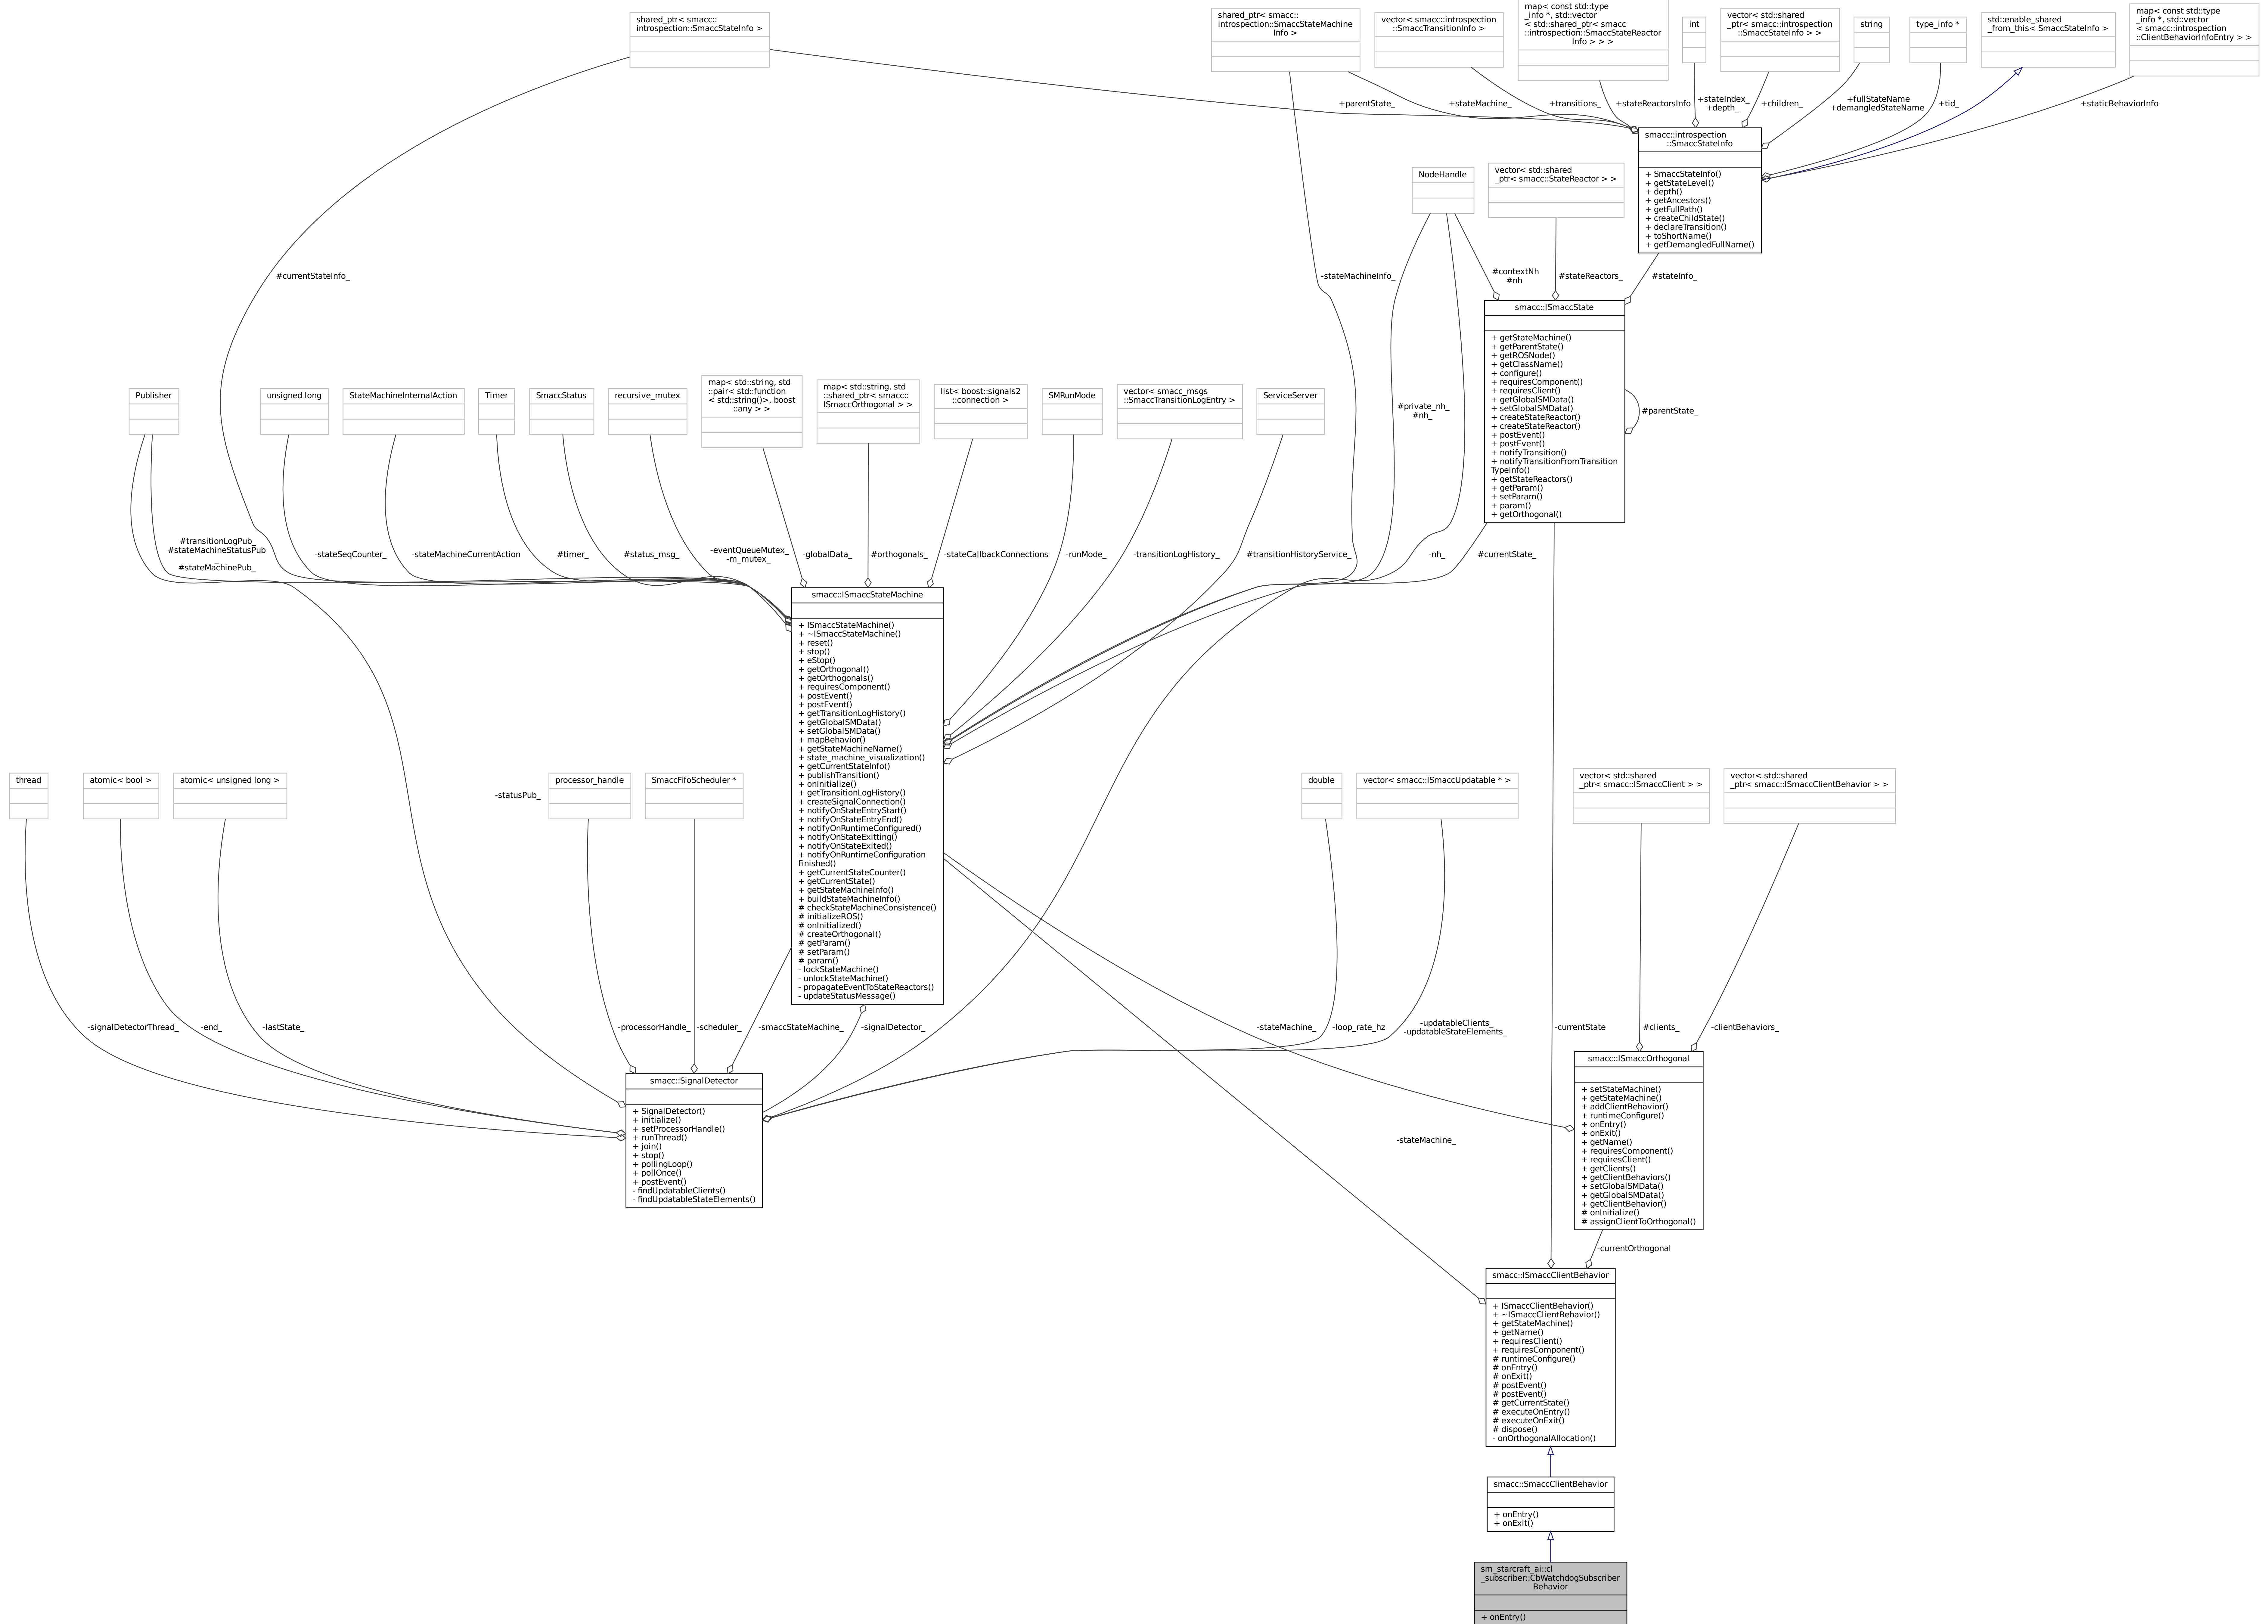 shared_ptr< smacc::
introspection::SmaccStateInfo >
shared_ptr< smacc::
introspection::SmaccStateMachine
Info >
vector< smacc::introspection
::SmaccTransitionInfo >
map< const std::type
_info *, std::vector
< std::shared_ptr< smacc
::introspection::SmaccStateReactor
Info > > >
int
vector< std::shared
_ptr< smacc::introspection
::SmaccStateInfo > >
string
type_info *
std::enable_shared
_from_this< SmaccStateInfo >
map< const std::type
_info *, std::vector
< smacc::introspection
::ClientBehaviorInfoEntry > >
+parentState_
+stateMachine_
+transitions_
+stateReactorsInfo
+stateIndex_
+depth_
+children_
+fullStateName
+demangledStateName
+tid_
+staticBehaviorInfo
smacc::introspection
::SmaccStateInfo
+ SmaccStateInfo()
+ getStateLevel()
+ depth()
+ getAncestors()
+ getFullPath()
+ createChildState()
+ declareTransition()
+ toShortName()
+ getDemangledFullName()
NodeHandle
vector< std::shared
_ptr< smacc::StateReactor > >
#currentStateInfo_
-stateMachineInfo_
#contextNh
#nh
#stateReactors_
#stateInfo_
smacc::ISmaccState
+ getStateMachine()
+ getParentState()
+ getROSNode()
+ getClassName()
+ configure()
+ requiresComponent()
+ requiresClient()
+ getGlobalSMData()
+ setGlobalSMData()
+ createStateReactor()
+ createStateReactor()
+ postEvent()
+ postEvent()
+ notifyTransition()
+ notifyTransitionFromTransition
TypeInfo()
+ getStateReactors()
+ getParam()
+ setParam()
+ param()
+ getOrthogonal()
#parentState_
#private_nh_
#nh_
Publisher
unsigned long
StateMachineInternalAction
Timer
SmaccStatus
recursive_mutex
map< std::string, std
::pair< std::function
< std::string()>, boost
::any > >
map< std::string, std
::shared_ptr< smacc::
ISmaccOrthogonal > >
list< boost::signals2
::connection >
SMRunMode
vector< smacc_msgs
::SmaccTransitionLogEntry >
ServiceServer
#transitionLogPub_
#stateMachineStatusPub
_
#stateMachinePub_
-stateSeqCounter_
-stateMachineCurrentAction
#timer_
#status_msg_
-eventQueueMutex_
-m_mutex_
-globalData_
#orthogonals_
-stateCallbackConnections
-runMode_
-transitionLogHistory_
#transitionHistoryService_
-nh_
#currentState_
smacc::ISmaccStateMachine
+ ISmaccStateMachine()
+ ~ISmaccStateMachine()
+ reset()
+ stop()
+ eStop()
+ getOrthogonal()
+ getOrthogonals()
+ requiresComponent()
+ postEvent()
+ postEvent()
+ getTransitionLogHistory()
+ getGlobalSMData()
+ setGlobalSMData()
+ mapBehavior()
+ getStateMachineName()
+ state_machine_visualization()
+ getCurrentStateInfo()
+ publishTransition()
+ onInitialize()
+ getTransitionLogHistory()
+ createSignalConnection()
+ notifyOnStateEntryStart()
+ notifyOnStateEntryEnd()
+ notifyOnRuntimeConfigured()
+ notifyOnStateExitting()
+ notifyOnStateExited()
+ notifyOnRuntimeConfiguration
Finished()
+ getCurrentStateCounter()
+ getCurrentState()
+ getStateMachineInfo()
+ buildStateMachineInfo()
# checkStateMachineConsistence()
# initializeROS()
# onInitialized()
# createOrthogonal()
# getParam()
# setParam()
# param()
- lockStateMachine()
- unlockStateMachine()
- propagateEventToStateReactors()
- updateStatusMessage()
thread
atomic< bool >
atomic< unsigned long >
-statusPub_
processor_handle
SmaccFifoScheduler *
double
vector< smacc::ISmaccUpdatable * >
vector< std::shared
_ptr< smacc::ISmaccClient > >
vector< std::shared
_ptr< smacc::ISmaccClientBehavior > >
-signalDetectorThread_
-end_
-lastState_
-processorHandle_
-scheduler_
-smaccStateMachine_
-signalDetector_
-stateMachine_
-loop_rate_hz
-updatableClients_
-updatableStateElements_
-currentState
#clients_
-clientBehaviors_
smacc::SignalDetector
+ SignalDetector()
+ initialize()
+ setProcessorHandle()
+ runThread()
+ join()
+ stop()
+ pollingLoop()
+ pollOnce()
+ postEvent()
- findUpdatableClients()
- findUpdatableStateElements()
smacc::ISmaccOrthogonal
+ setStateMachine()
+ getStateMachine()
+ addClientBehavior()
+ runtimeConfigure()
+ onEntry()
+ onExit()
+ getName()
+ requiresComponent()
+ requiresClient()
+ getClients()
+ getClientBehaviors()
+ setGlobalSMData()
+ getGlobalSMData()
+ getClientBehavior()
# onInitialize()
# assignClientToOrthogonal()
-stateMachine_
-currentOrthogonal
smacc::ISmaccClientBehavior
+ ISmaccClientBehavior()
+ ~ISmaccClientBehavior()
+ getStateMachine()
+ getName()
+ requiresClient()
+ requiresComponent()
# runtimeConfigure()
# onEntry()
# onExit()
# postEvent()
# postEvent()
# getCurrentState()
# executeOnEntry()
# executeOnExit()
# dispose()
- onOrthogonalAllocation()
smacc::SmaccClientBehavior
+ onEntry()
+ onExit()
sm_starcraft_ai::cl
_subscriber::CbWatchdogSubscriber
Behavior
+ onEntry()